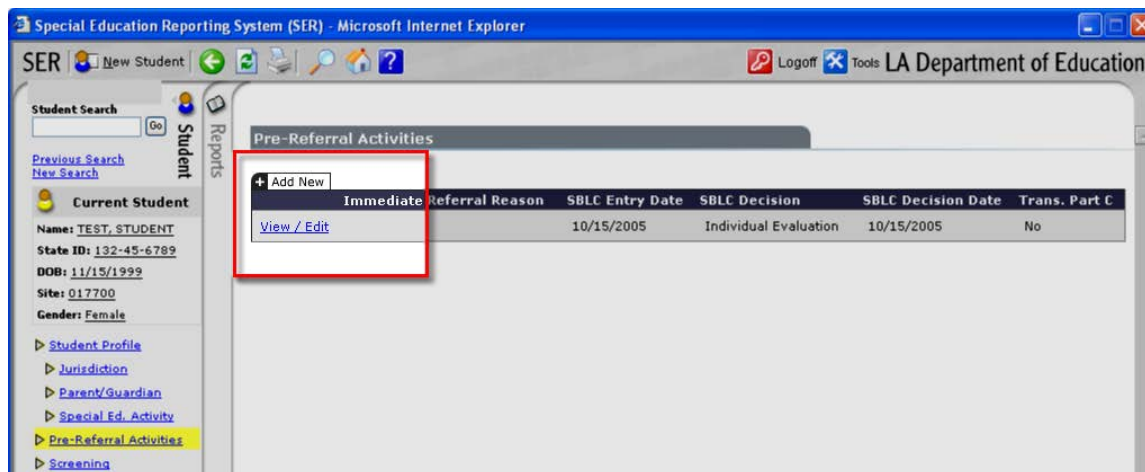 Special Education Reporting System (SER) - Microsoft Internet Explorer
SER New Student Logoff Tools LA Department of Education
Student Search
Go
Previous Search
New Search
Student
Reports
Current Student
Name: TEST, STUDENT
State ID: 132-45-6789
DOB: 11/15/1999
Site: 017700
Gender: Female
Student Profile
Jurisdiction
Parent/Guardian
Special Ed. Activity
Pre-Referral Activities
Screening
Pre-Referral Activities
Add New
Immediate Referral Reason SBLC Entry Date SBLC Decision SBLC Decision Date Trans. Part C
View / Edit 10/15/2005 Individual Evaluation 10/15/2005 No